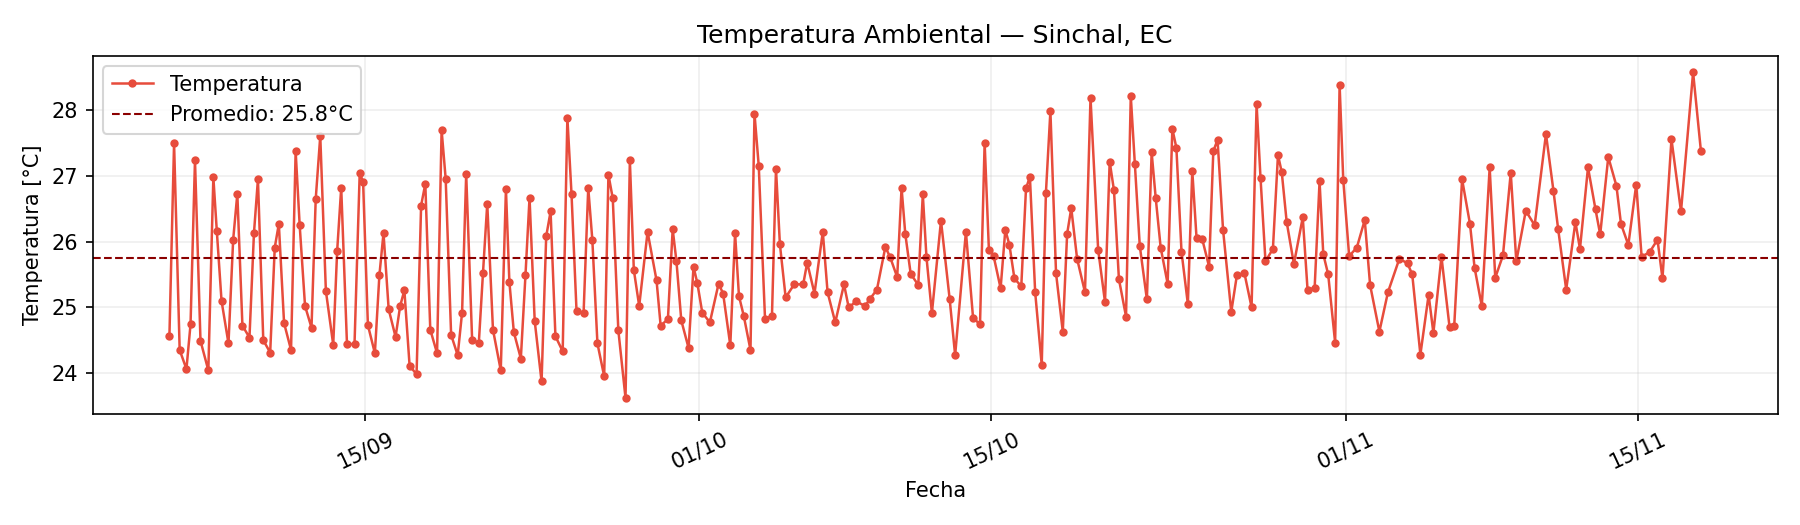 Temperatura Ambiental — Sinchal, EC
Temperatura
Promedio: 25.8°C
Temperatura [°C]
28
27
26
25
24
15/09
01/10
15/10
01/11
15/11
Fecha